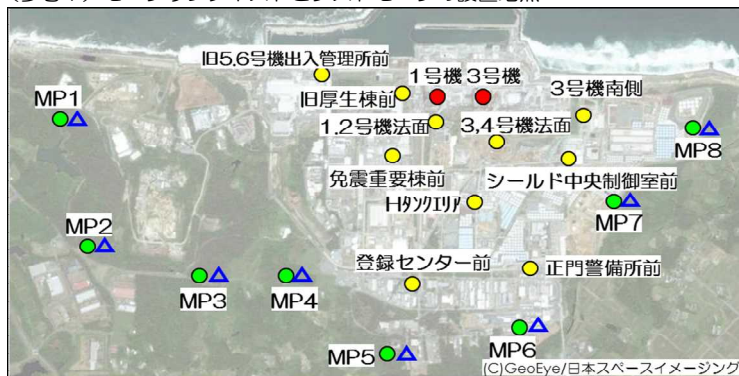 旧5,6号機出入管理所前
1号機 3号機
MP1
旧厚生棟前
3号機南側
1,2号機法面
3,4号機法面
MP8
免震重要棟前
シールド中央制御室前
Hﾀﾝｸｴﾘｱ
MP7
MP2
登録センター前
正門警備所前
MP3
MP4
MP6
MP5
(C)GeoEye/日本スペースイメージング